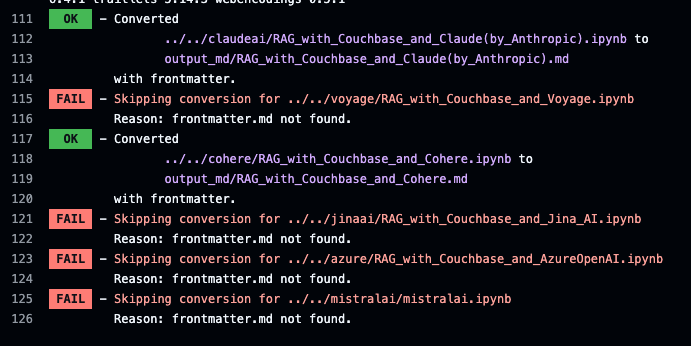 0.4.1 traitlets-5.14.3 webencodings-0.5.1
111 OK – Converted
112 ../../claudeai/RAG_with_Couchbase_and_Claude(by_Anthropic).ipynb to
113 output_md/RAG_with_Couchbase_and_Claude(by_Anthropic).md
114 with frontmatter.
115 FAIL – Skipping conversion for ../../voyage/RAG_with_Couchbase_and_Voyage.ipynb
116 Reason: frontmatter.md not found.
117 OK – Converted
118 ../../cohere/RAG_with_Couchbase_and_Cohere.ipynb to
119 output_md/RAG_with_Couchbase_and_Cohere.md
120 with frontmatter.
121 FAIL – Skipping conversion for ../../jinaai/RAG_with_Couchbase_and_Jina_AI.ipynb
122 Reason: frontmatter.md not found.
123 FAIL – Skipping conversion for ../../azure/RAG_with_Couchbase_and_AzureOpenAI.ipynb
124 Reason: frontmatter.md not found.
125 FAIL – Skipping conversion for ../../mistralai/mistralai.ipynb
126 Reason: frontmatter.md not found.